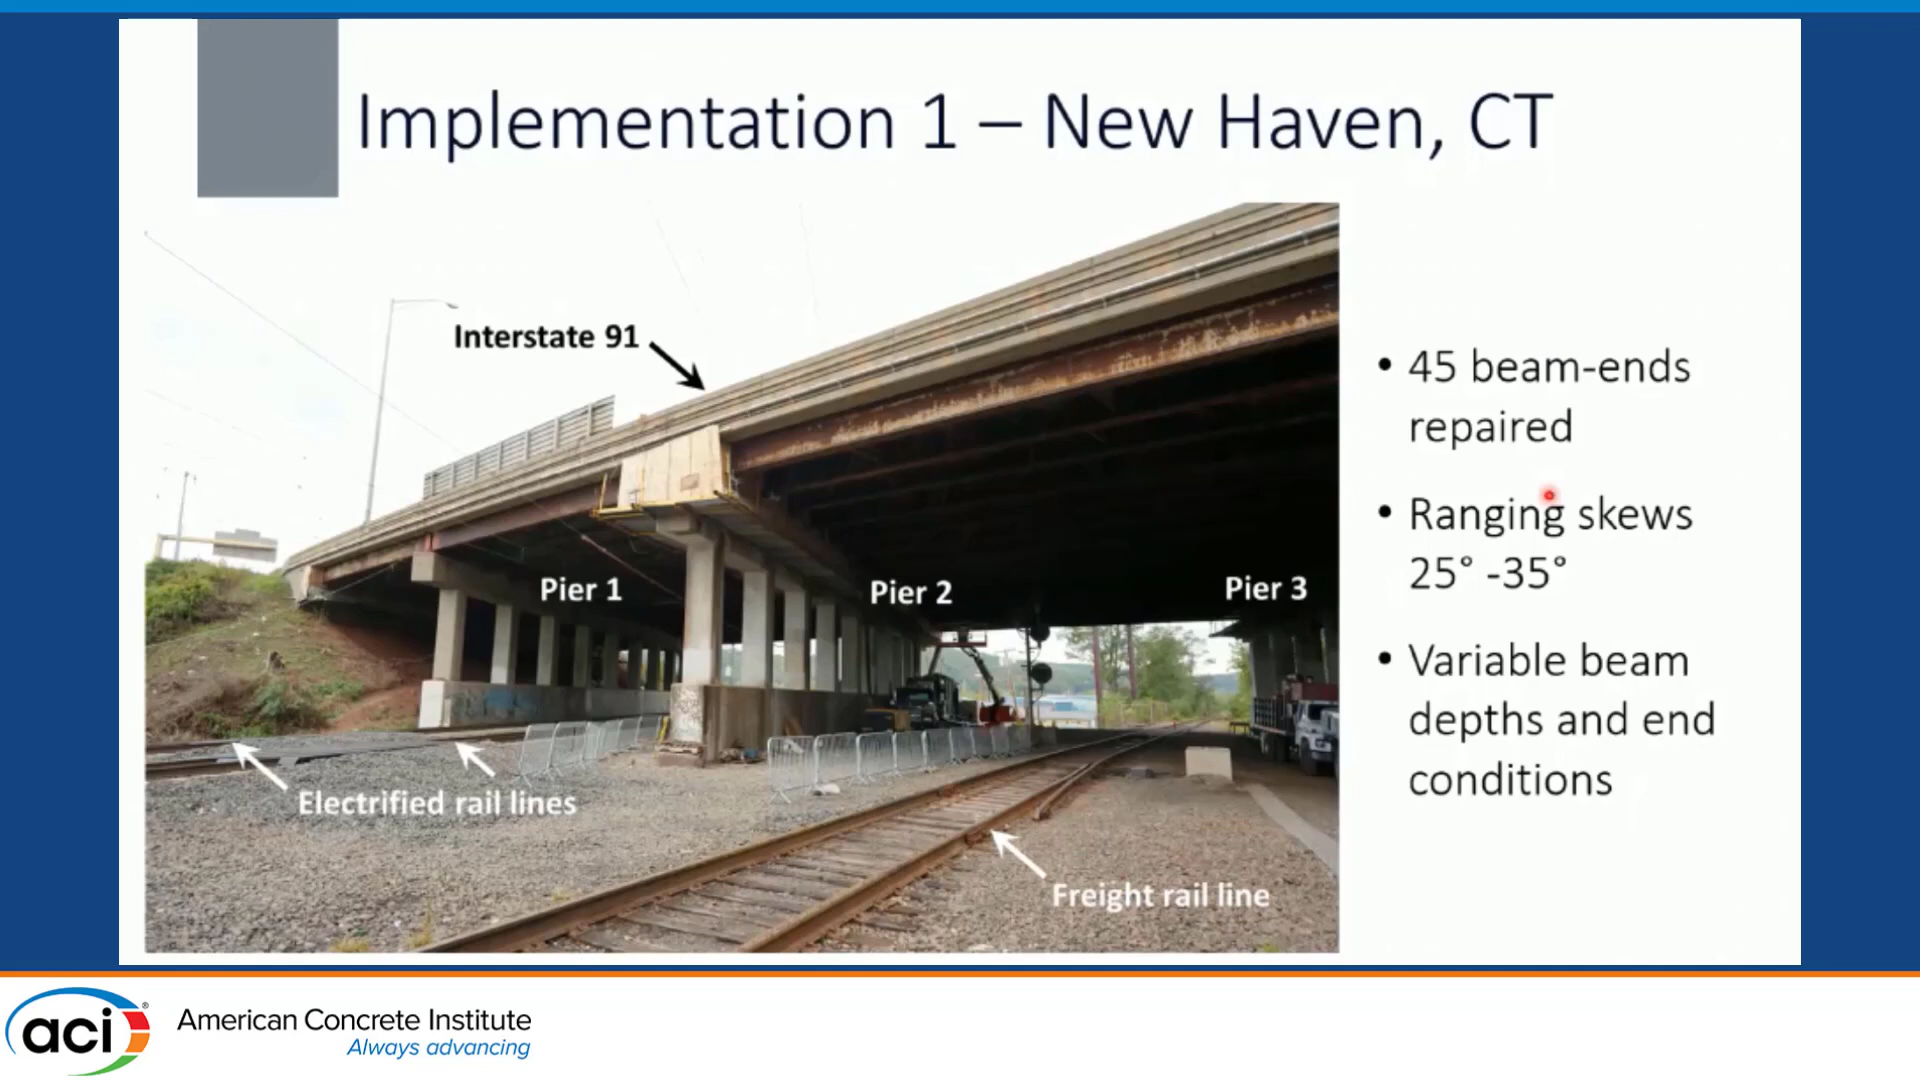 Implementation 1 – New Haven, CT
Interstate 91
Pier 1
Pier 2
Pier 3
Electrified rail lines
Freight rail line
• 45 beam-ends
repaired
• Ranging skews
25° -35°
• Variable beam
depths and end
conditions
aci®
American Concrete Institute
Always advancing